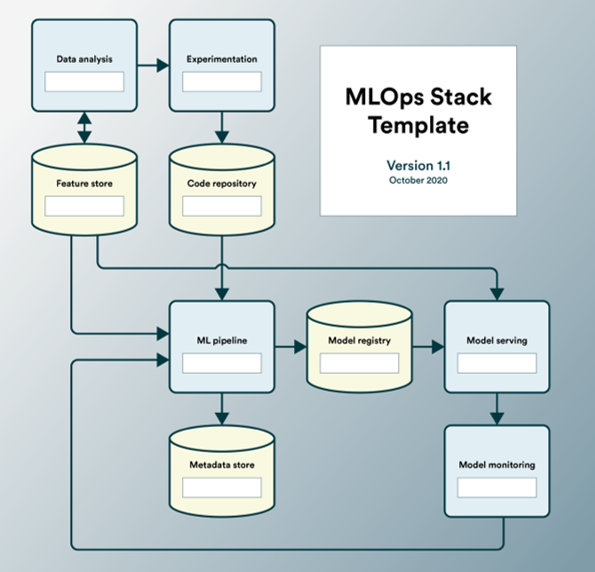 Data analysis
Experimentation
MLOps Stack
Template
Version 1.1
October 2020
Feature store
Code repository
ML pipeline
Model registry
Model serving
Metadata store
Model monitoring